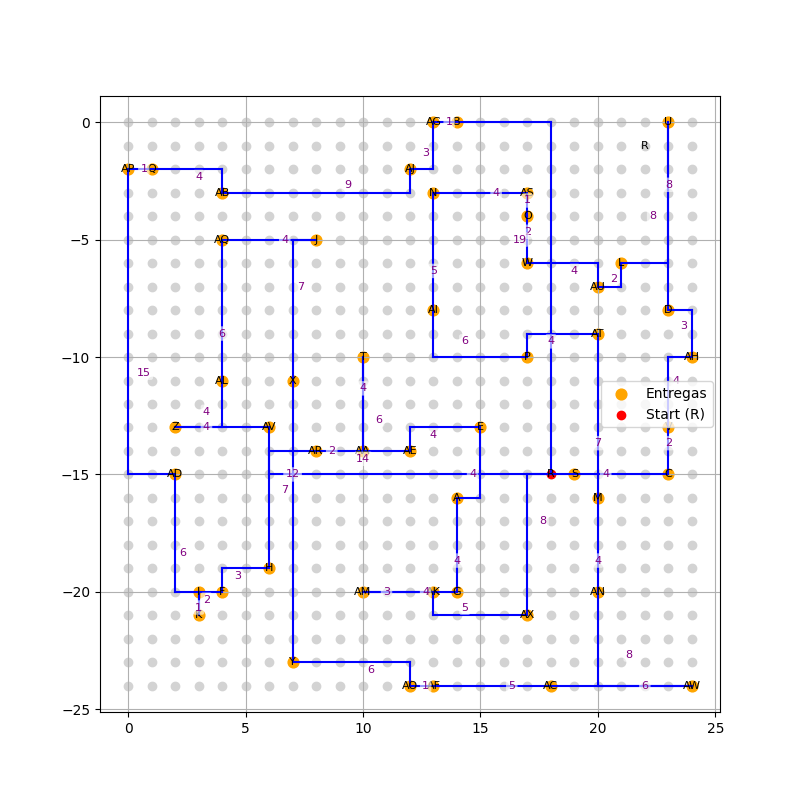 0
AG 1 B
U
R
3
AP 1 Q
AJ
4
9
8
AB
N 4 AS
1
O
8
2
AQ 4 J
-5
19
W
4
L
5
2
7
AU
AI
D
3
6
6
4
AT
-10
T
P
AH
15
AL
X
4
4
Entregas
Start (R)
4
6
Z 4 AV
4
E
7
2
AR 2 AA AE
14
-15
AD
12
4
S 4 C
7
A
M
8
6
4
4
H
3
-20
I F
AM 3 4 K G
AN
2
1
5
K
AX
8
Y
6
AO 1 AF 5 AC 6 AW
-25
0 5 10 15 20 25